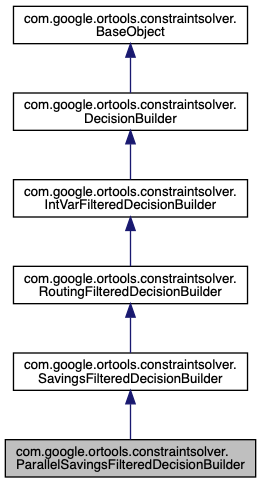 com.google.ortools.constraintsolver.
BaseObject
com.google.ortools.constraintsolver.
DecisionBuilder
com.google.ortools.constraintsolver.
IntVarFilteredDecisionBuilder
com.google.ortools.constraintsolver.
RoutingFilteredDecisionBuilder
com.google.ortools.constraintsolver.
SavingsFilteredDecisionBuilder
com.google.ortools.constraintsolver.
ParallelSavingsFilteredDecisionBuilder